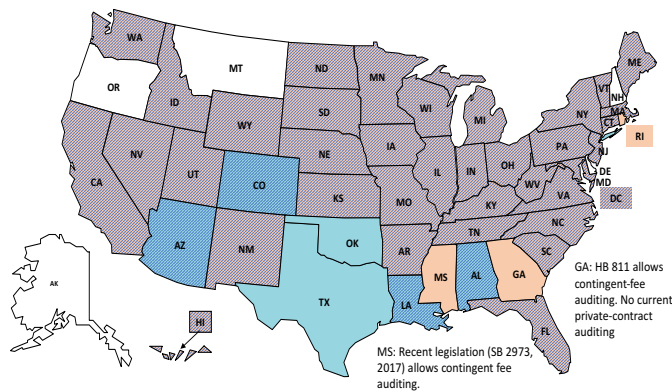 WA
MT
ND
MN
ME
VT
NH
OR
ID
SD
WI
MI
NY
MA
CT
RI
WY
NE
IA
PA
NJ
NV
UT
CO
KS
MO
IL
IN
OH
WV
DE
MD
CA
VA
DC
KY
NC
AZ
NM
OK
AR
TN
SC
TX
LA
MS
AL
GA
FL
AK
HI
GA: HB 811 allows
contingent-fee
auditing. No current
private-contract
auditing
MS: Recent legislation (SB 2973,
2017) allows contingent fee
auditing.